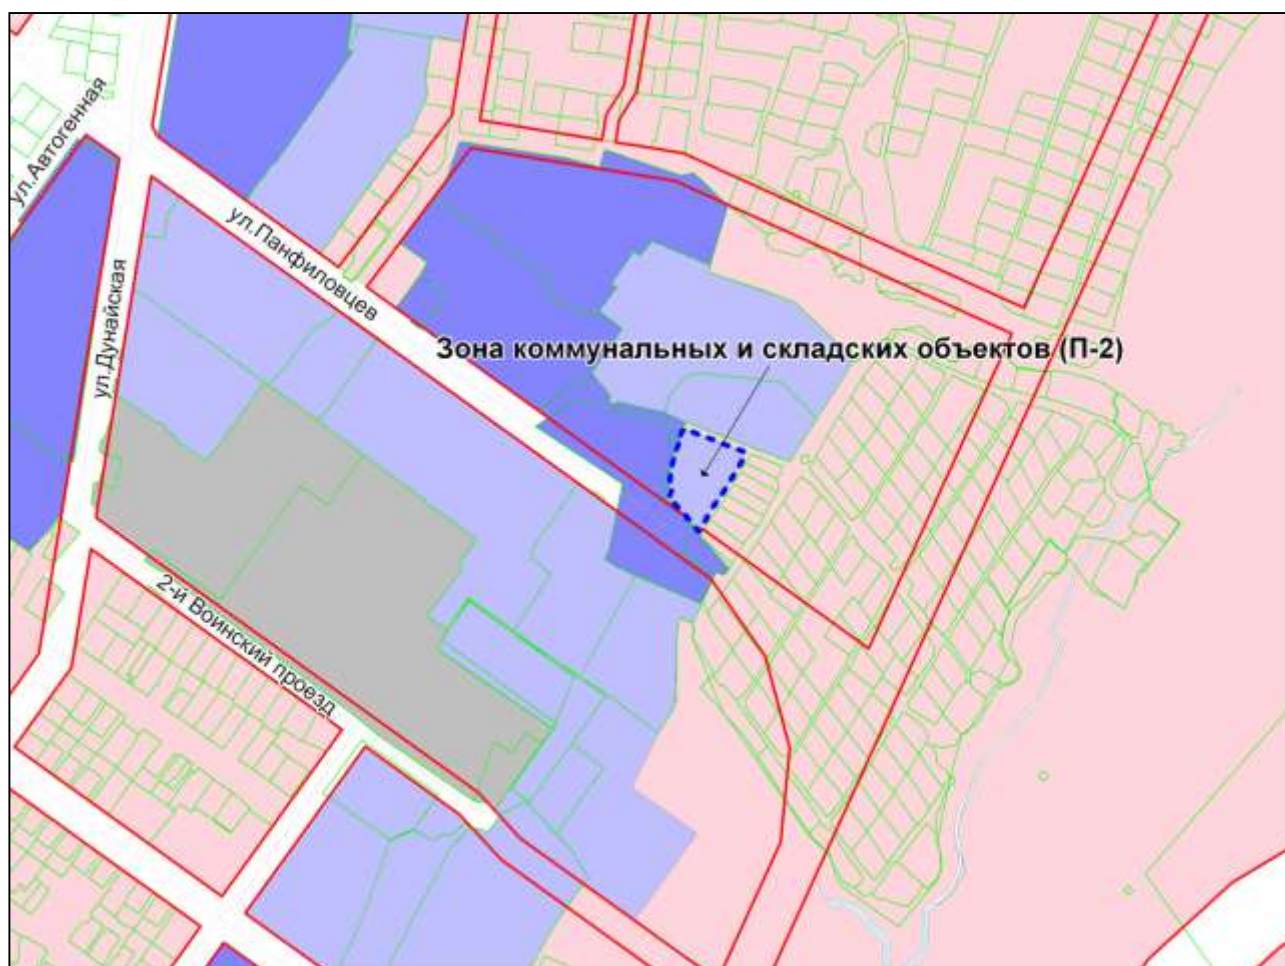 ул.Автогенная
ул.Панфиловцев
ул.Дунайская
Зона коммунальных и складских объектов (П-2)
2-й Воинский проезд